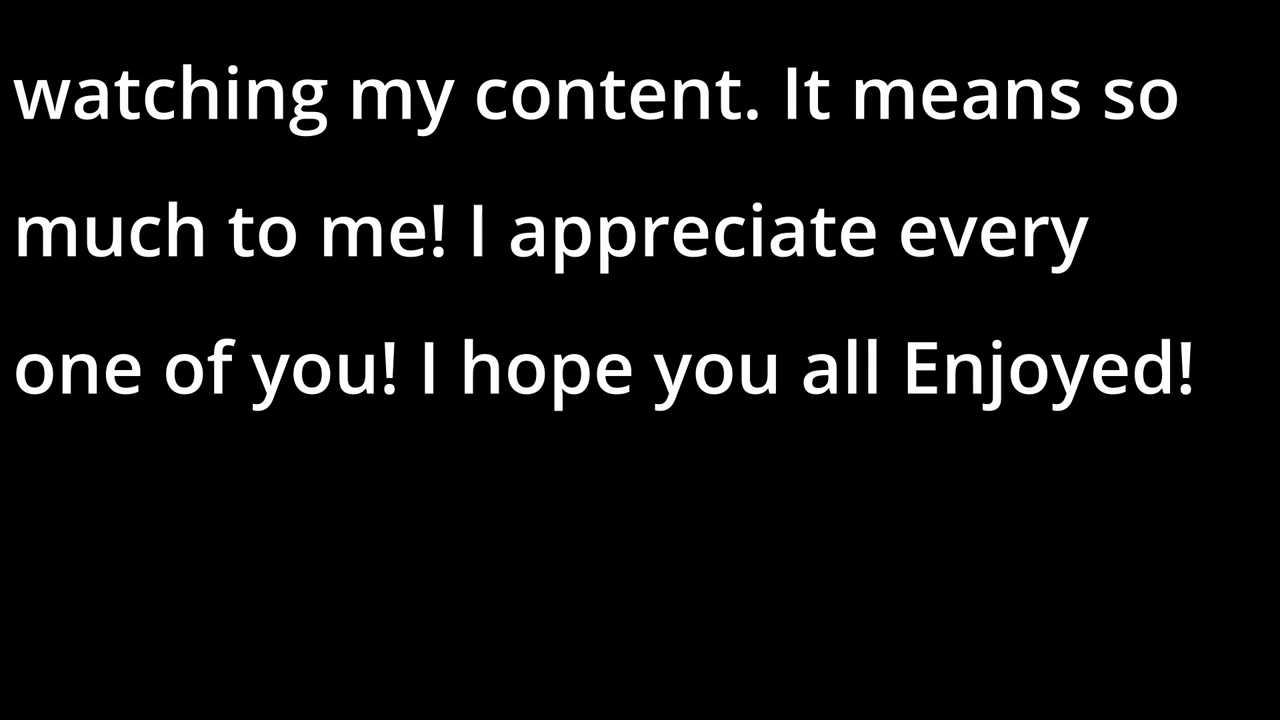 watching my content. It means so
much to me! I appreciate every
one of you! I hope you all Enjoyed!